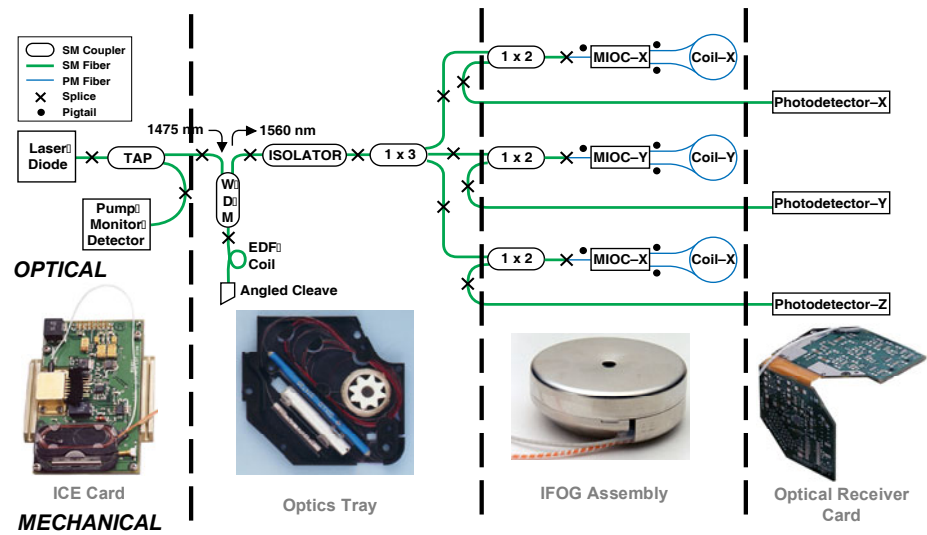 SM Coupler
SM Fiber
PM Fiber
Splice
Pigtail
1475 nm
1560 nm
Laser
Diode
TAP
Pump
Monitor
Detector
W
D
M
EDF
Coil
Angled Cleave
ISOLATOR
1 x 3
1 x 2
MIOC–X
Coil–X
Photodetector–X
1 x 2
MIOC–Y
Coil–Y
Photodetector–Y
1 x 2
MIOC–X
Coil–X
Photodetector–Z
OPTICAL
ICE Card
Optics Tray
IFOG Assembly
Optical Receiver
Card
MECHANICAL